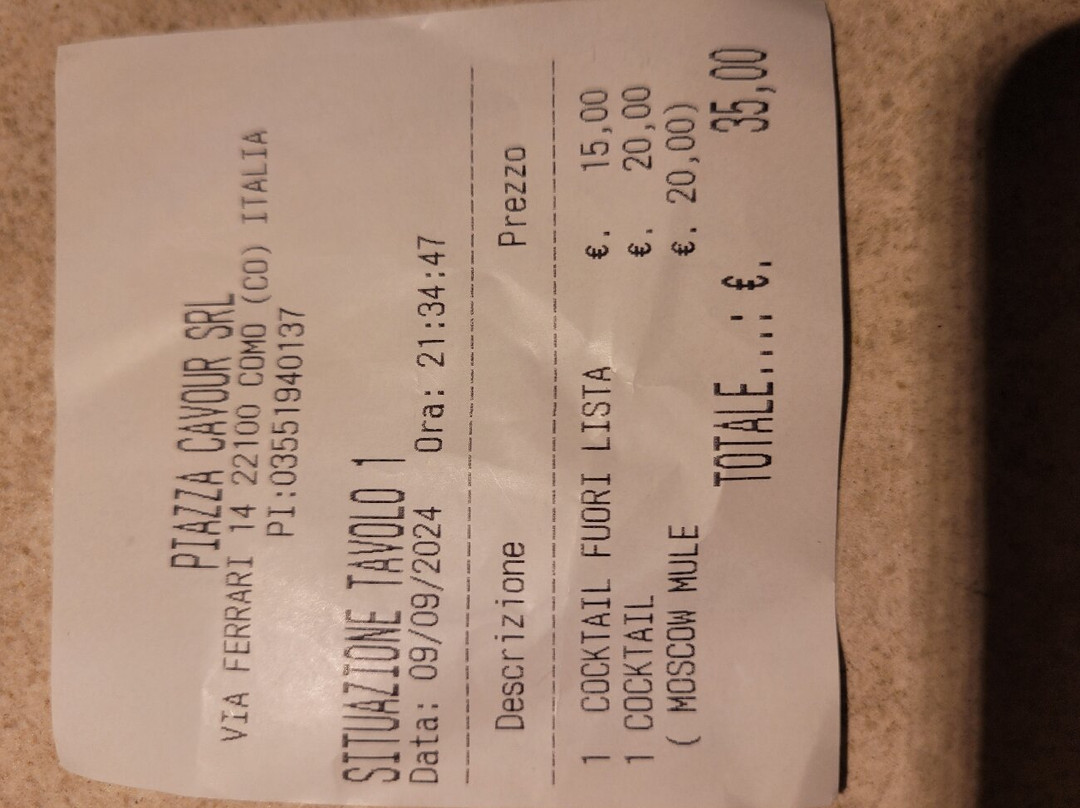 PIAZZA CAVOUR SRL
VIA FERRARI 14 22100 COMO (CO) ITALIA
PI:03551940137
SITUAZIONE TAVOLO 1
Data: 09/09/2024 Ora: 21:34:47
Descrizione Prezzo
1 COCKTAIL FUORI LISTA €. 15,00
1 COCKTAIL €. 20,00
( MOSCOW MULE €. 20,00)
TOTALE...: €. 35,00